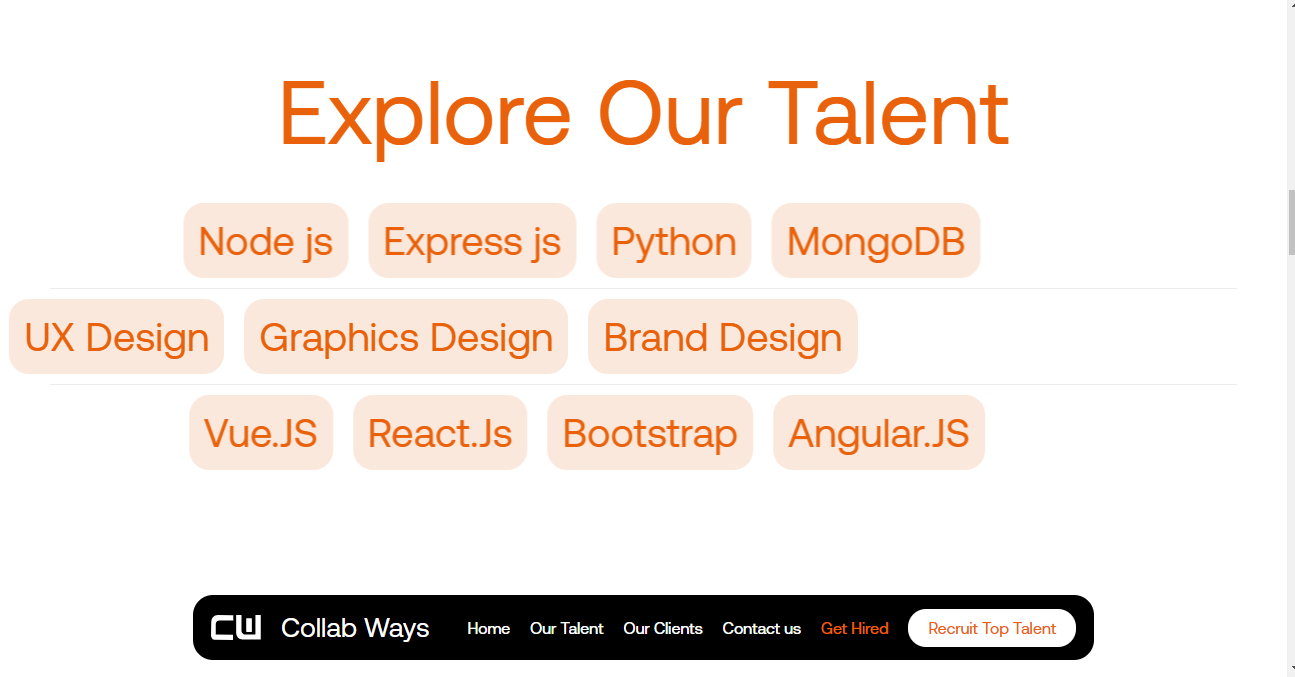 Explore Our Talent
Node js Express js Python MongoDB
UX Design Graphics Design Brand Design
Vue.JS React.Js Bootstrap Angular.JS
CW Collab Ways Home Our Talent Our Clients Contact us Get Hired Recruit Top Talent